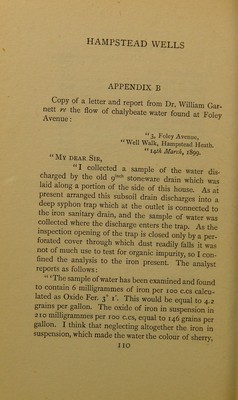 HAMPSTEAD WELLS
APPENDIX B
Copy of a letter and report from Dr. William Gar-
nett re the flow of chalybeate water found at Foley
Avenue:
"3, Foley Avenue,
"Well Walk, Hampstead Heath.
"14th March, 1899.
"MY DEAR SIR,
"I collected a sample of the water dis-
charged by the old 9inch stoneware drain which was
laid along a portion of the side of this house. As at
present arranged this subsoil drain discharges into a
deep syphon trap which at the outlet is connected to
the iron sanitary drain, and the sample of water was
collected where the discharge enters the trap. As the
inspection opening of the trap is closed only by a per-
forated cover through which dust readily falls it was
not of much use to test for organic impurity, so I con-
fined the analysis to the iron present. The analyst
reports as follows:
"'The sample of water has been examined and found
to contain 6 milligrammes of iron per 100 c.cs calcu-
lated as Oxide Fer. 3° 1'. This would be equal to 4.2
grains per gallon. The oxide of iron in suspension in
210 milligrammes per 100 c.cs, equal to 146 grains per
gallon. I think that neglecting altogether the iron in
suspension, which made the water the colour of sherry,
110